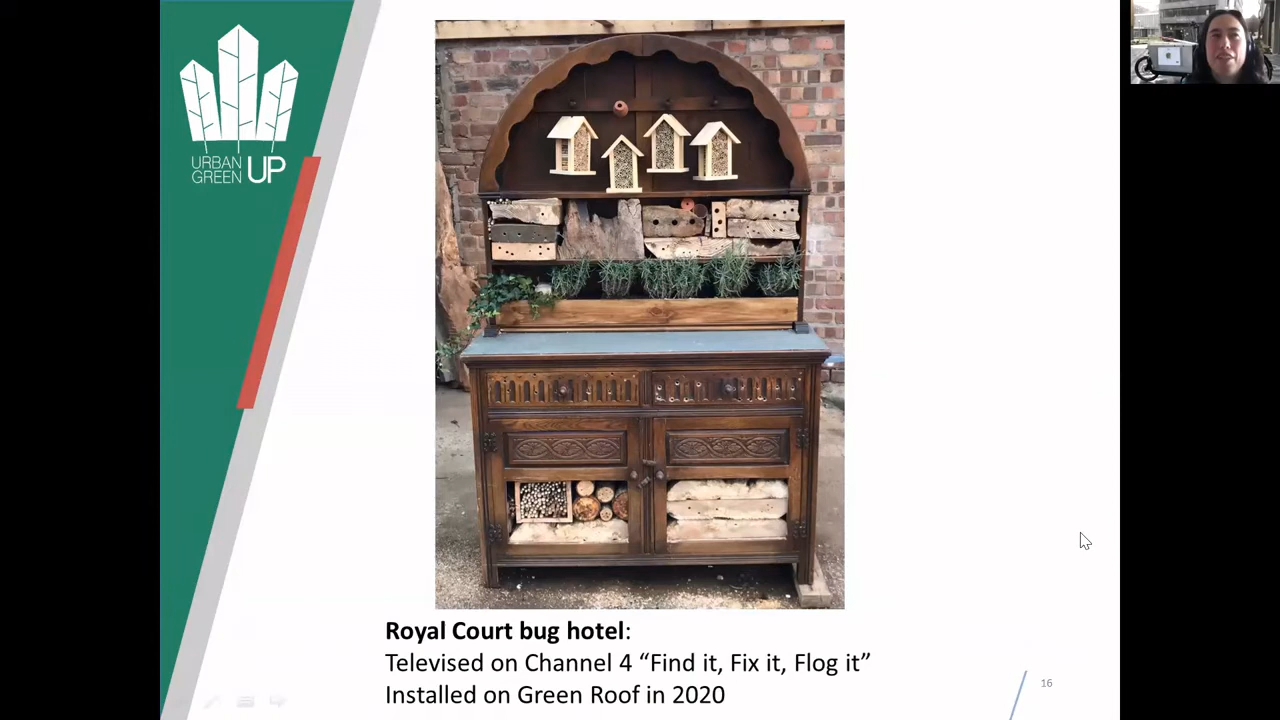 URBAN
GREEN UP
Royal Court bug hotel:
Televised on Channel 4 “Find it, Fix it, Flog it”
Installed on Green Roof in 2020
16